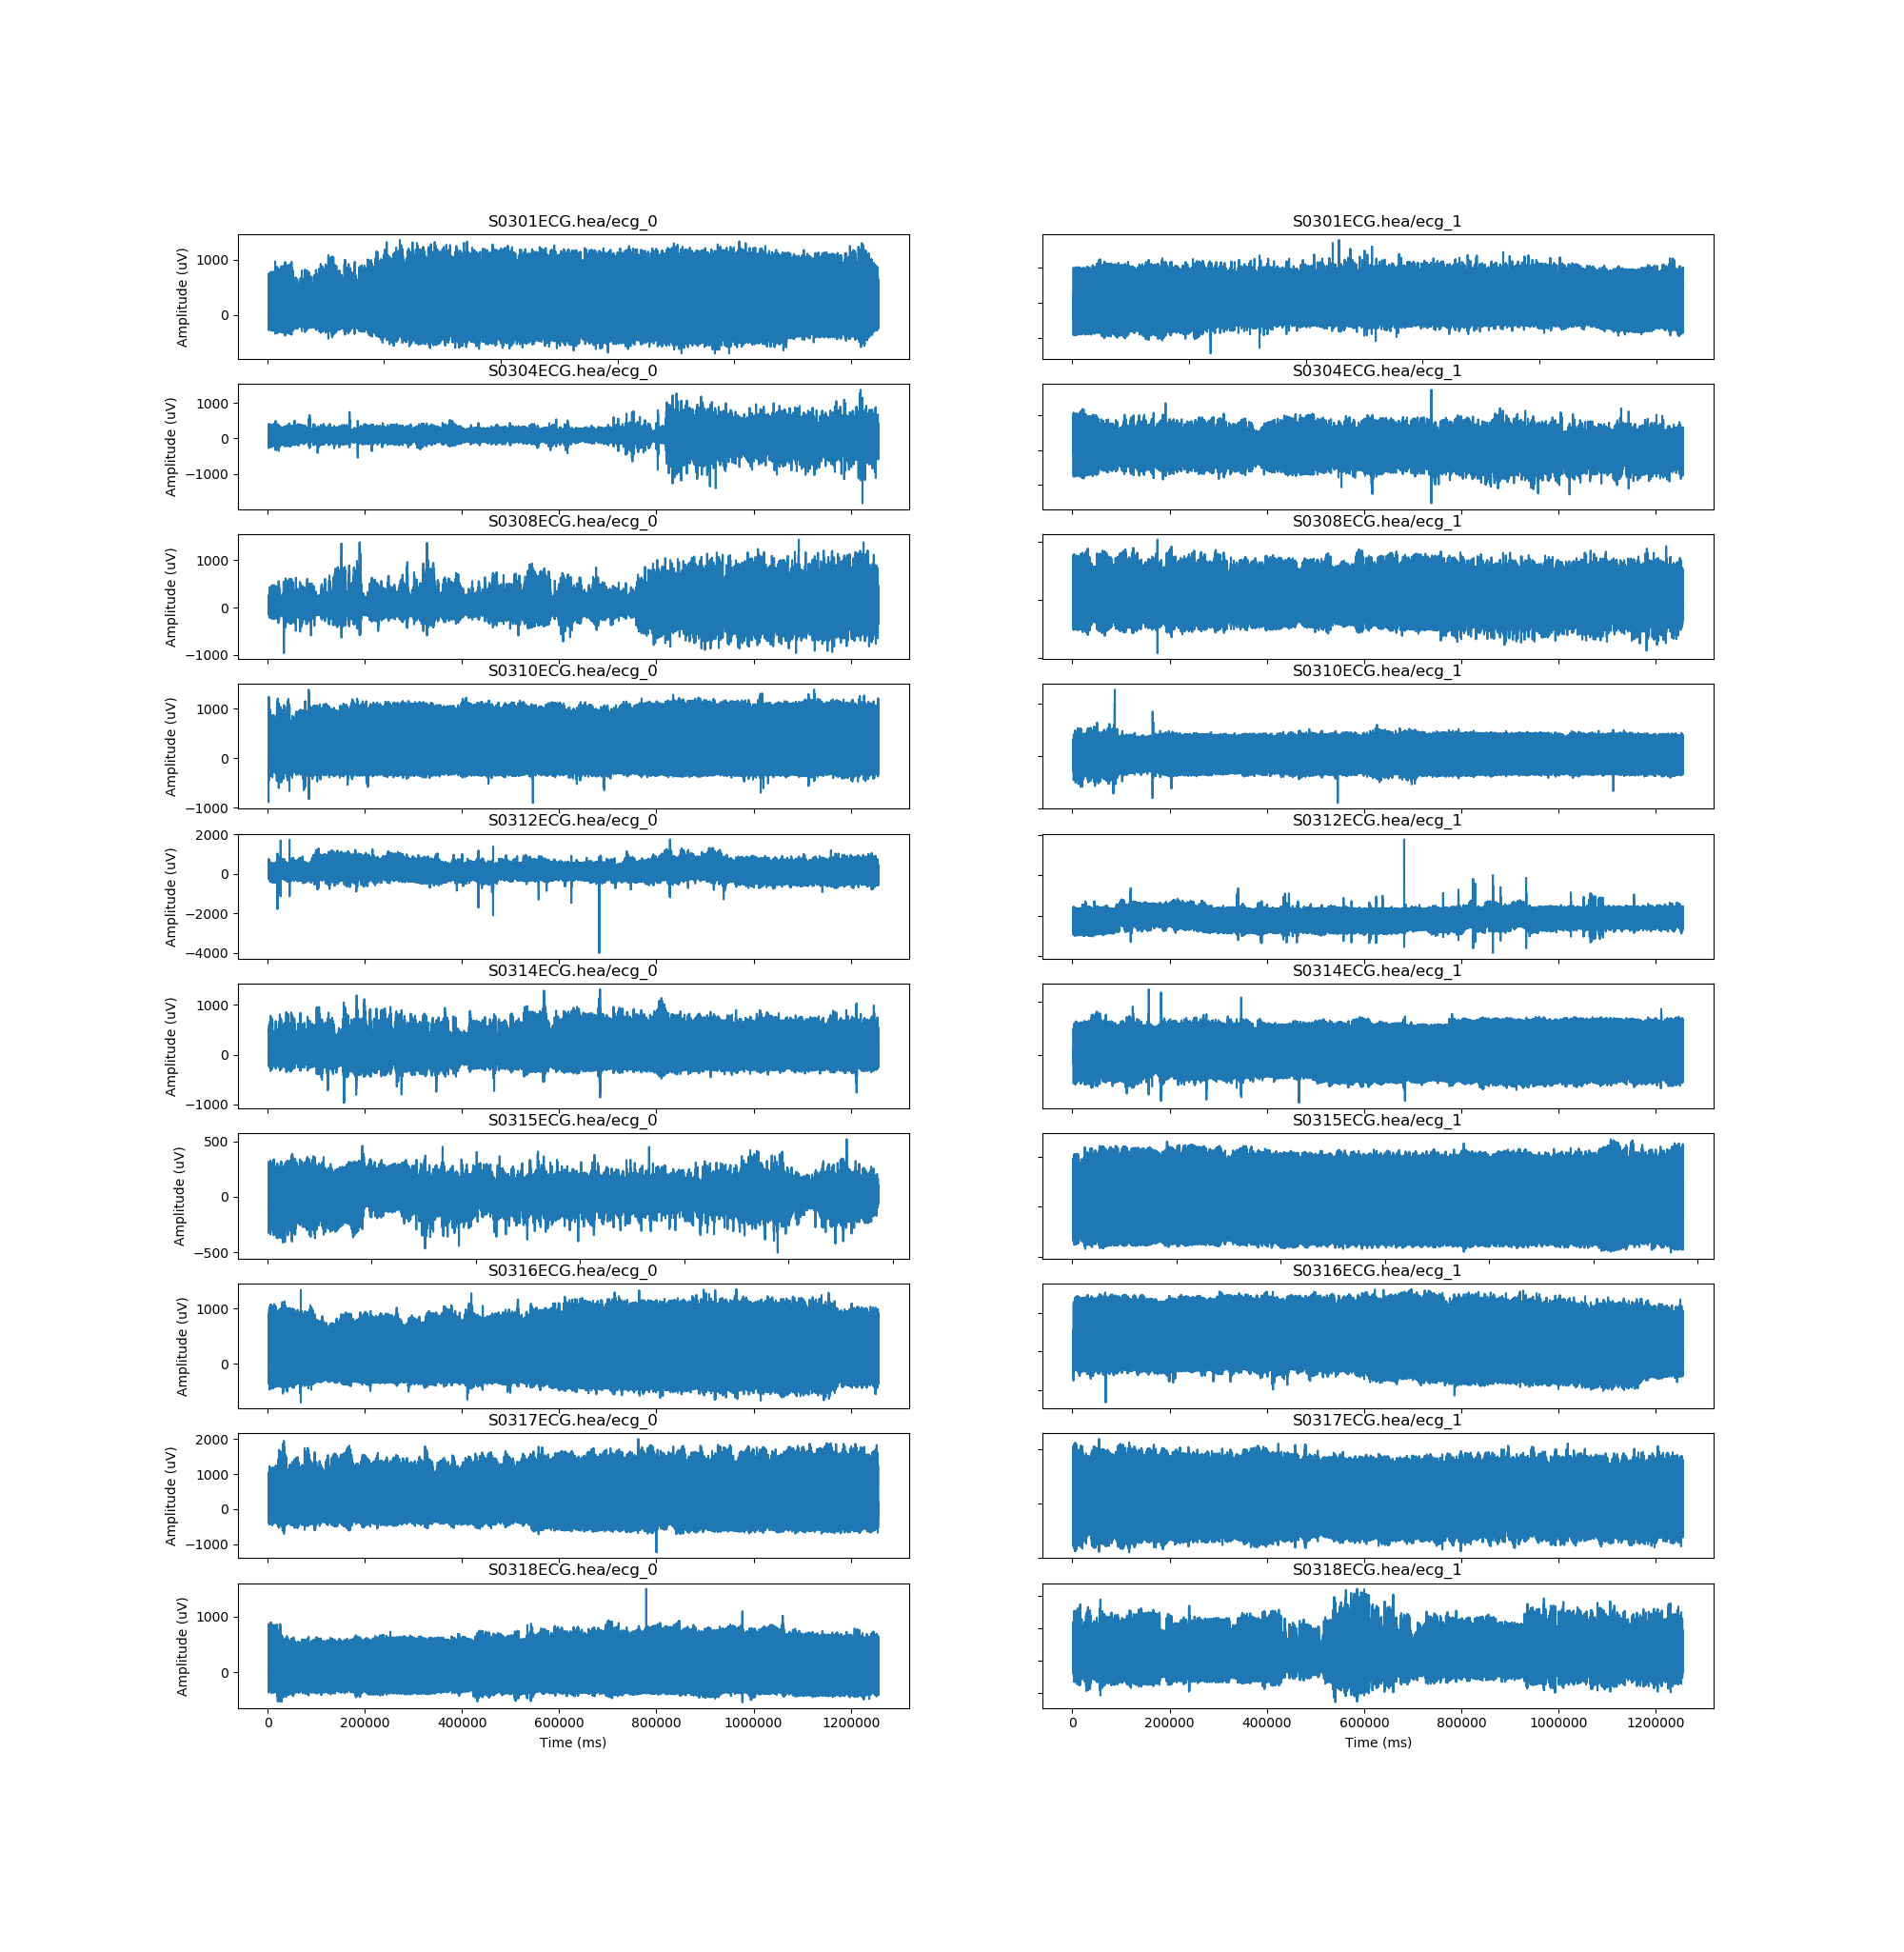 S0301ECG.hea/ecg_0 S0301ECG.hea/ecg_1
Amplitude (uV)
1000
0
S0304ECG.hea/ecg_0 S0304ECG.hea/ecg_1
Amplitude (uV)
1000
0
−1000
S0308ECG.hea/ecg_0 S0308ECG.hea/ecg_1
Amplitude (uV)
1000
0
−1000
S0310ECG.hea/ecg_0 S0310ECG.hea/ecg_1
Amplitude (uV)
1000
0
−1000
S0312ECG.hea/ecg_0 S0312ECG.hea/ecg_1
Amplitude (uV)
2000
0
−2000
−4000
S0314ECG.hea/ecg_0 S0314ECG.hea/ecg_1
Amplitude (uV)
1000
0
−1000
S0315ECG.hea/ecg_0 S0315ECG.hea/ecg_1
Amplitude (uV)
500
0
−500
S0316ECG.hea/ecg_0 S0316ECG.hea/ecg_1
Amplitude (uV)
1000
0
S0317ECG.hea/ecg_0 S0317ECG.hea/ecg_1
Amplitude (uV)
2000
1000
0
−1000
S0318ECG.hea/ecg_0 S0318ECG.hea/ecg_1
Amplitude (uV)
1000
0
0 200000 400000 600000 800000 1000000 1200000 0 200000 400000 600000 800000 1000000 1200000
Time (ms) Time (ms)